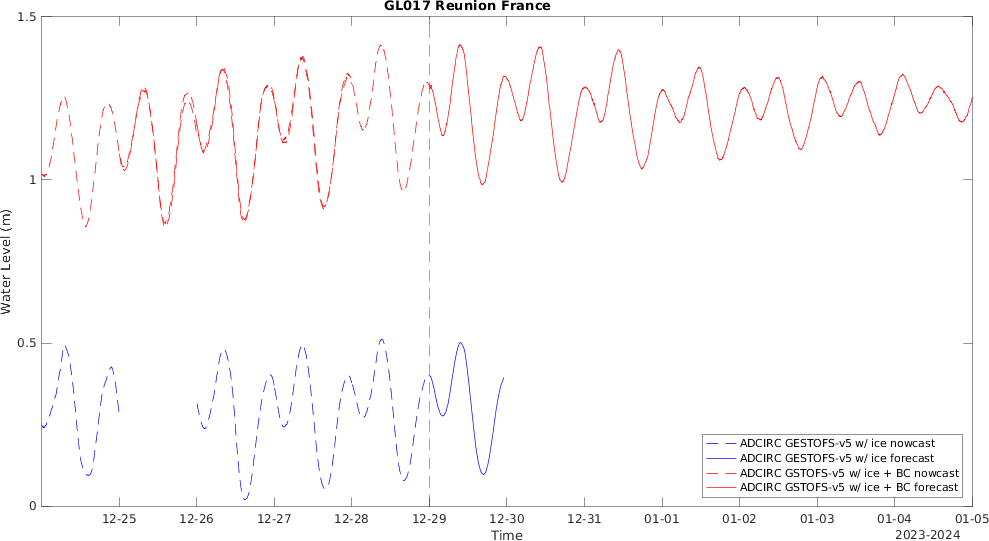 GL017 Reunion France
1.5
1
0.5
0
Water Level (m)
12-25 12-26 12-27 12-28 12-29 12-30 12-31 01-01 01-02 01-03 01-04 01-05
Time
2023-2024
ADCIRC GESTOFS-v5 w/ ice nowcast
ADCIRC GESTOFS-v5 w/ ice forecast
ADCIRC GSTOFS-v5 w/ ice + BC nowcast
ADCIRC GSTOFS-v5 w/ ice + BC forecast